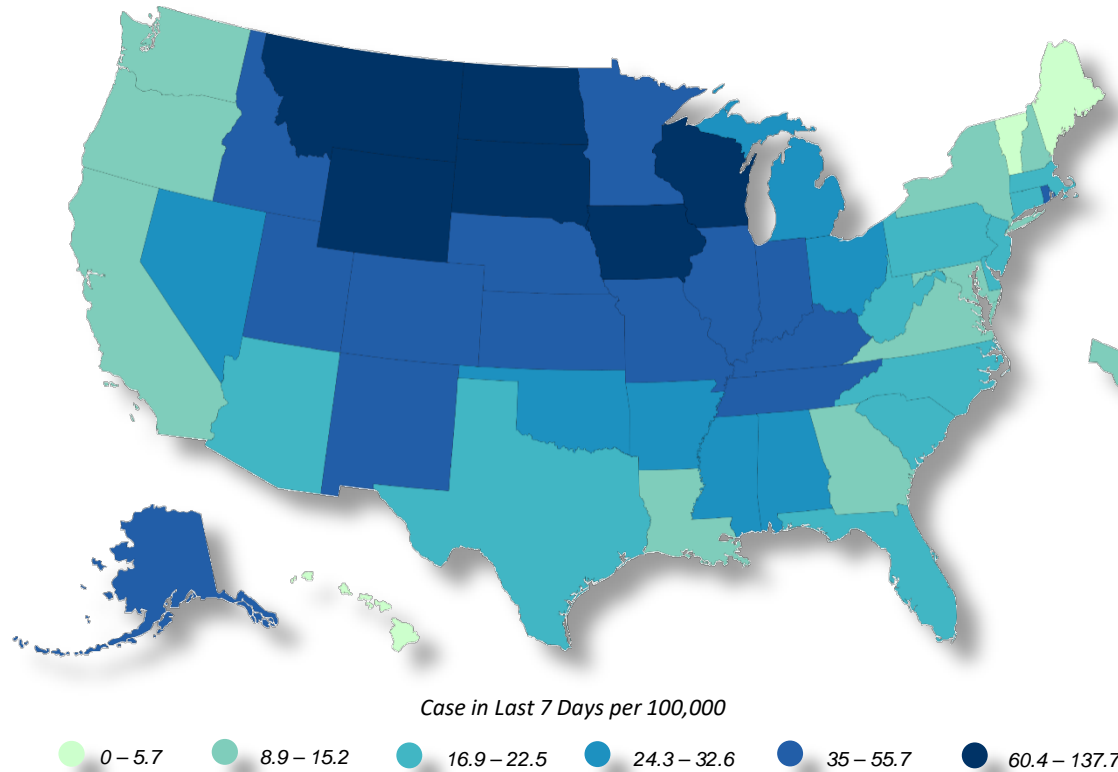 Case in Last 7 Days per 100,000
0 – 5.7 8.9 – 15.2 16.9 – 22.5 24.3 – 32.6 35 – 55.7 60.4 – 137.7